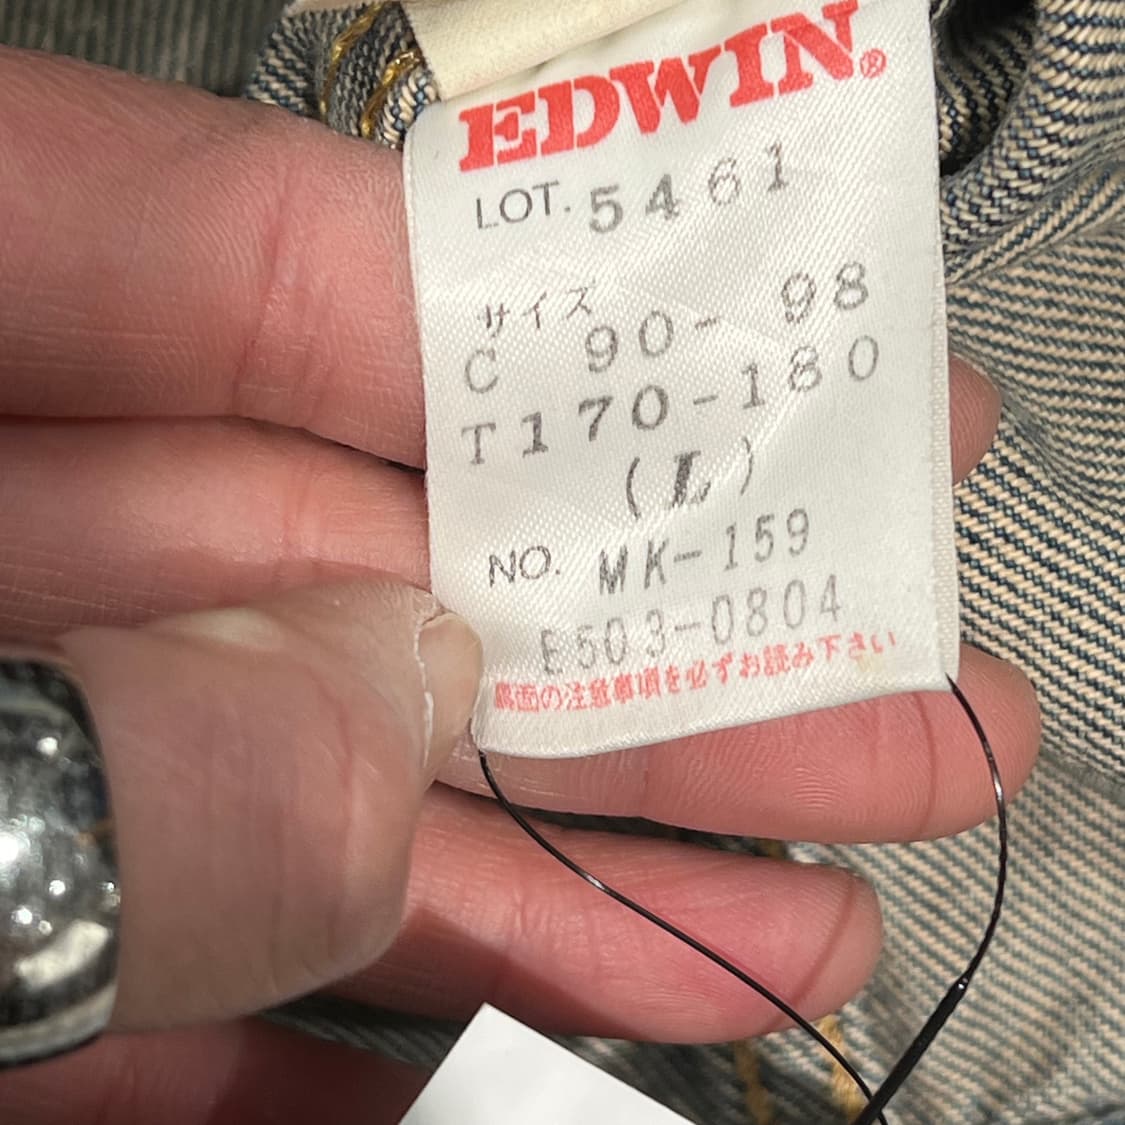 EDWIN®
LOT. 5461
サイズ
C 90- 98
T170-180
(L)
NO. MK-159
E503-0804
裏面の注意事項を必ずお読み下さい